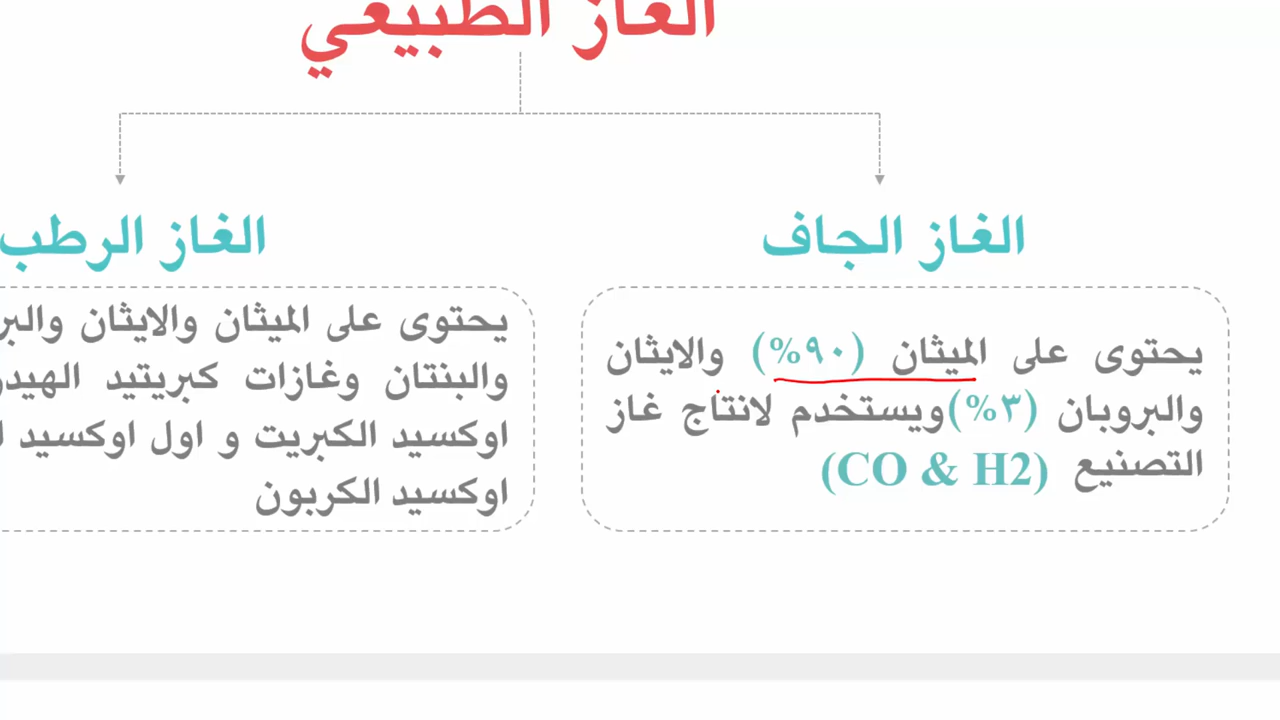 الغاز الطبيعي
الغاز الجاف
يحتوى على الميثان (٩٠%) والايثان
والبروبان (٣%)ويستخدم لانتاج غاز
التصنيع (CO & H2)
الغاز الرطب
يحتوى على الميثان والايثان
والبنتان وغازات كبريتيد
اوكسيد الكبريت و اول اوكسيد
اوكسيد الكربون